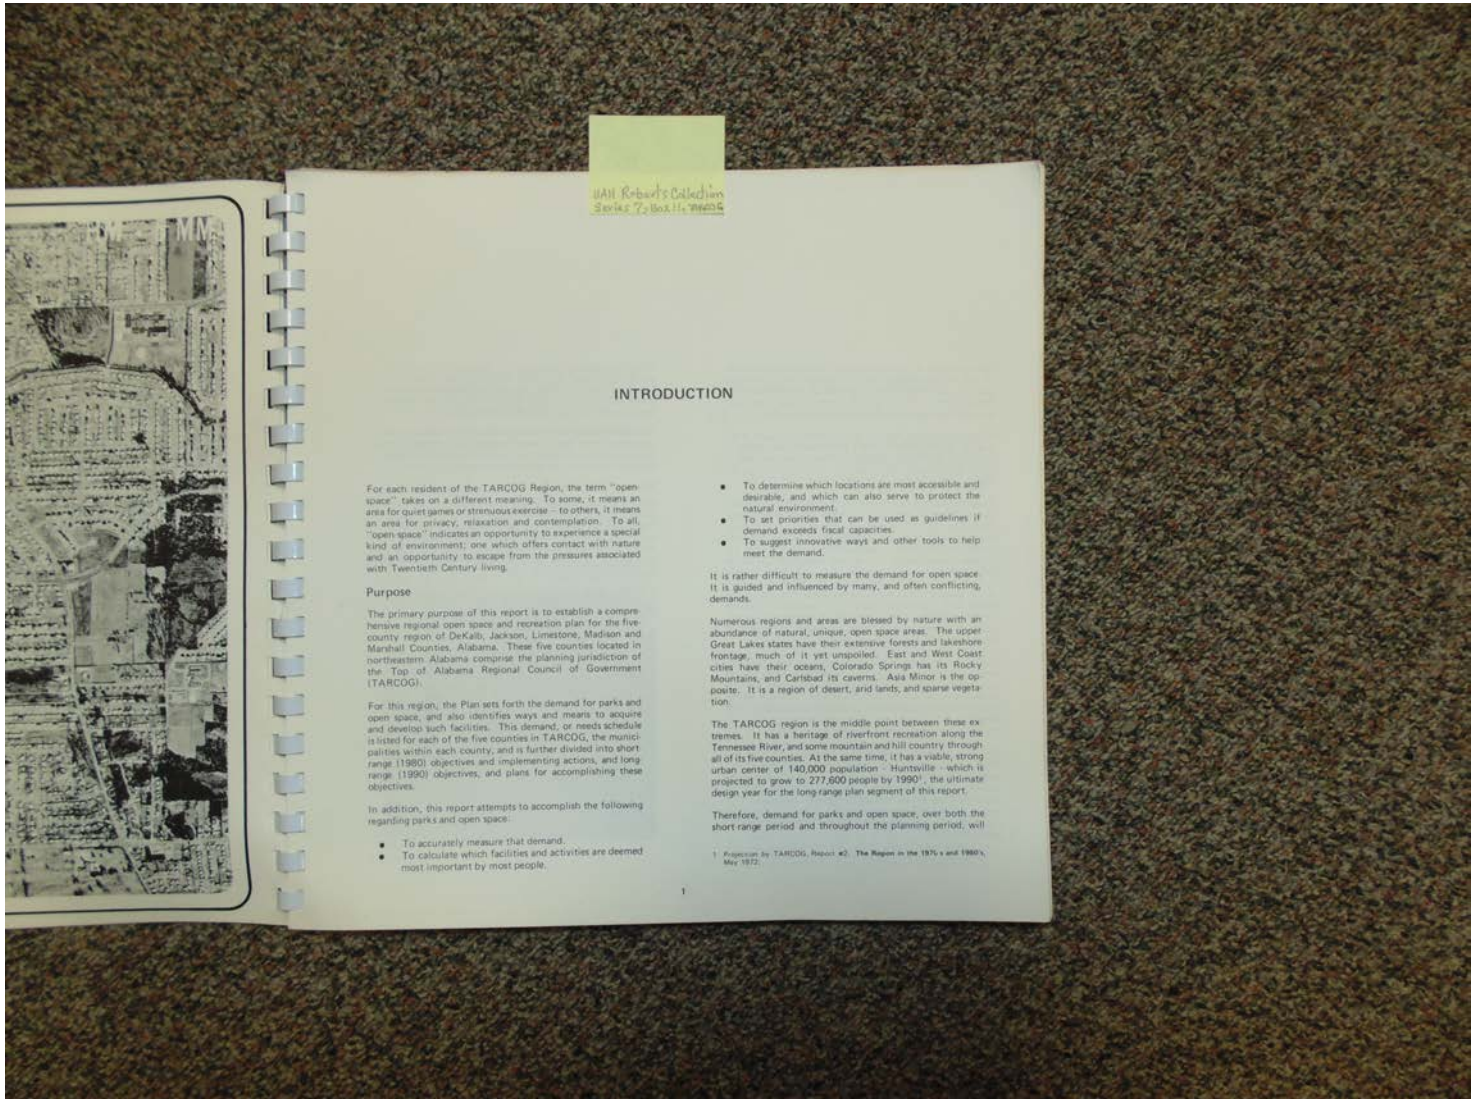 UAH Roberts Collection
Series 7, Box 11, TARCOG
MM
INTRODUCTION
For each resident of the TARCOG Region, the term "open-
space" takes on a different meaning. To some, it means an
area for quiet games or strenuous exercise - to others, it means
an area for privacy, relaxation and contemplation. To all,
"open-space" indicates an opportunity to experience a special
kind of environment; one which offers contact with nature
and an opportunity to escape from the pressures associated
with Twentieth Century living.
Purpose
The primary purpose of this report is to establish a compre-
hensive regional open space and recreation plan for the five-
county region of DeKalb, Jackson, Limestone, Madison and
Marshall Counties, Alabama. These five counties located in
northeastern Alabama comprise the planning jurisdiction of
the Top of Alabama Regional Council of Government
(TARCOG).
For this region, the Plan sets forth the demand for parks and
open space, and also identifies ways and means to acquire
and develop such facilities. This demand, or needs schedule
is listed for each of the five counties in TARCOG, the munici-
palities within each county, and is further divided into short-
range (1980) objectives and implementing actions, and long-
range (1990) objectives, and plans for accomplishing these
objectives.
In addition, this report attempts to accomplish the following
regarding parks and open space:
• To accurately measure that demand.
• To calculate which facilities and activities are deemed
most important by most people.
• To determine which locations are most accessible and
desirable, and which can also serve to protect the
natural environment.
• To set priorities that can be used as guidelines if
demand exceeds fiscal capacities.
• To suggest innovative ways and other tools to help
meet the demand.
It is rather difficult to measure the demand for open space.
It is guided and influenced by many, and often conflicting,
demands.
Numerous regions and areas are blessed by nature with an
abundance of natural, unique, open space areas. The upper
Great Lakes states have their extensive forests and lakeshore
frontage, much of it yet unspoiled. East and West Coast
cities have their oceans, Colorado Springs has its Rocky
Mountains, and Carlsbad its caverns. Asia Minor is the op-
posite. It is a region of desert, arid lands, and sparse vegeta-
tion.
The TARCOG region is the middle point between these ex-
tremes. It has a heritage of riverfront recreation along the
Tennessee River, and some mountain and hill country through
all of its five counties. At the same time, it has a viable, strong
urban center of 140,000 population - Huntsville - which is
projected to grow to 277,600 people by 1990¹, the ultimate
design year for the long-range plan segment of this report.
Therefore, demand for parks and open space, over both the
short-range period and throughout the planning period, will
1 Projection by TARCOG, Report #2. The Region in the 1970's and 1980's,
May 1972.
1